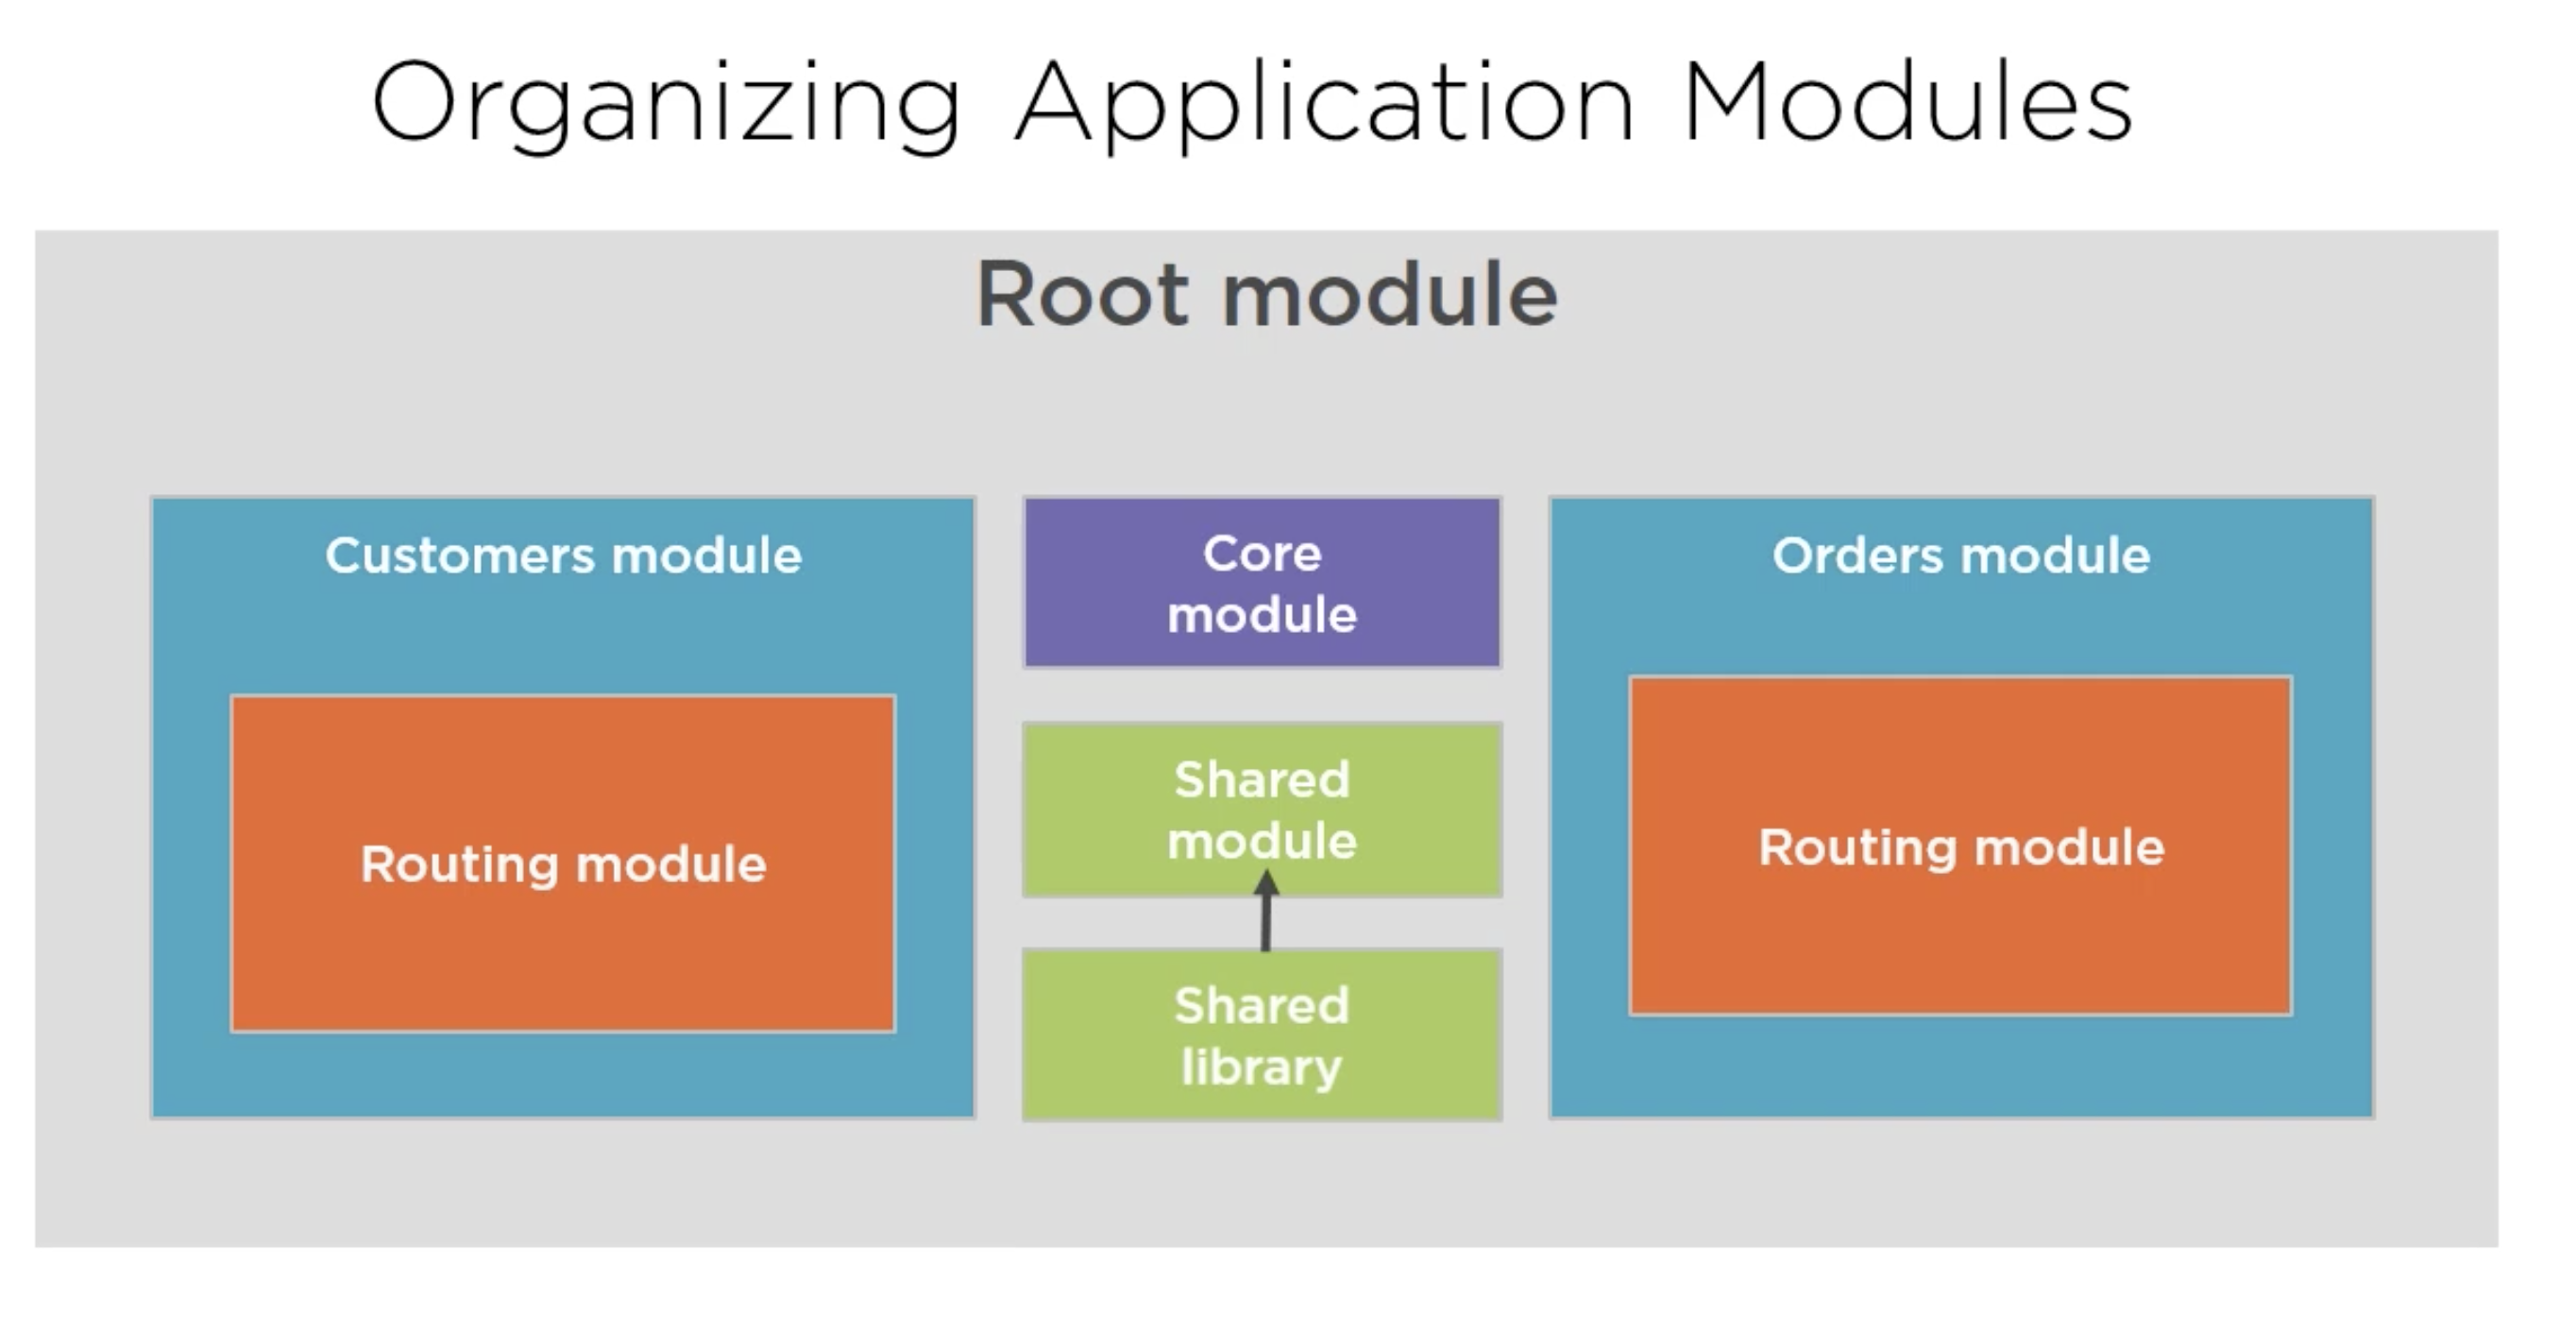 Organizing Application Modules
Root module
Customers module
Routing module
Core
module
Shared
module
Shared
library
Orders module
Routing module